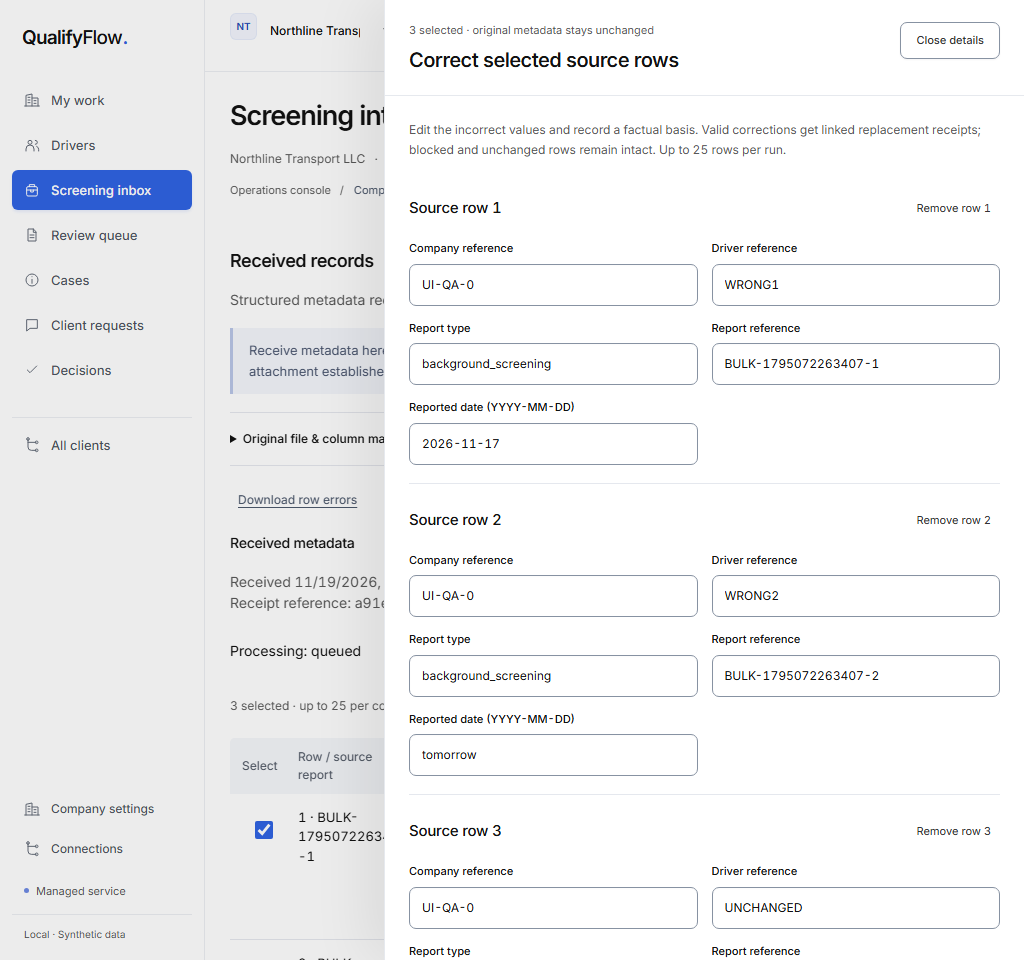 QualifyFlow.
My work
Drivers
Screening inbox
Review queue
Cases
Client requests
Decisions
All clients
Company settings
Connections
Managed service
Local · Synthetic data
NT
Northline Trans
Screening in
Northline Transport LLC ·
Operations console / Comp
Received records
Structured metadata re
Receive metadata here
attachment establishe
Original file & column ma
Download row errors
Received metadata
Received 11/19/2026,
Receipt reference: a91e
Processing: queued
3 selected · up to 25 per co
Select
Row / source
report
1 · BULK-
1795072263
-1
3 selected · original metadata stays unchanged
Correct selected source rows
Close details
Edit the incorrect values and record a factual basis. Valid corrections get linked replacement receipts;
blocked and unchanged rows remain intact. Up to 25 rows per run.
Source row 1
Remove row 1
Company reference
Driver reference
UI-QA-0
WRONG1
Report type
Report reference
background_screening
BULK-1795072263407-1
Reported date (YYYY-MM-DD)
2026-11-17
Source row 2
Remove row 2
Company reference
Driver reference
UI-QA-0
WRONG2
Report type
Report reference
background_screening
BULK-1795072263407-2
Reported date (YYYY-MM-DD)
tomorrow
Source row 3
Remove row 3
Company reference
Driver reference
UI-QA-0
UNCHANGED
Report type
Report reference